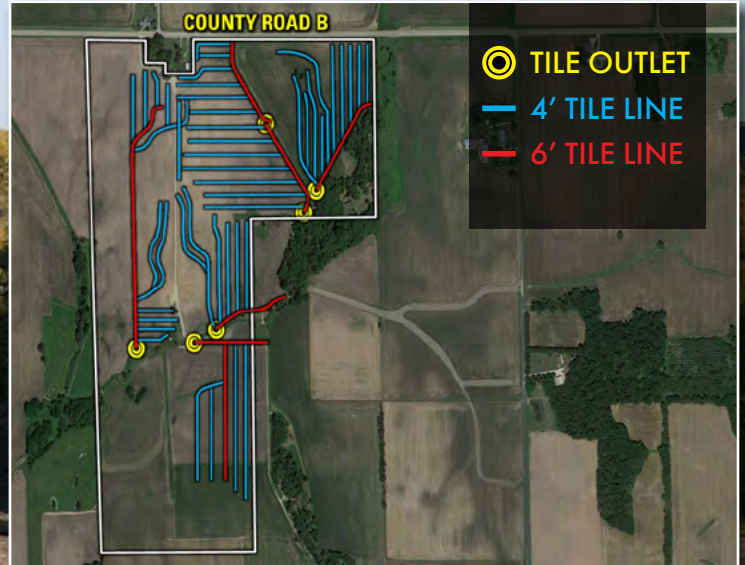 COUNTY ROAD B
TILE OUTLET
4' TILE LINE
6' TILE LINE